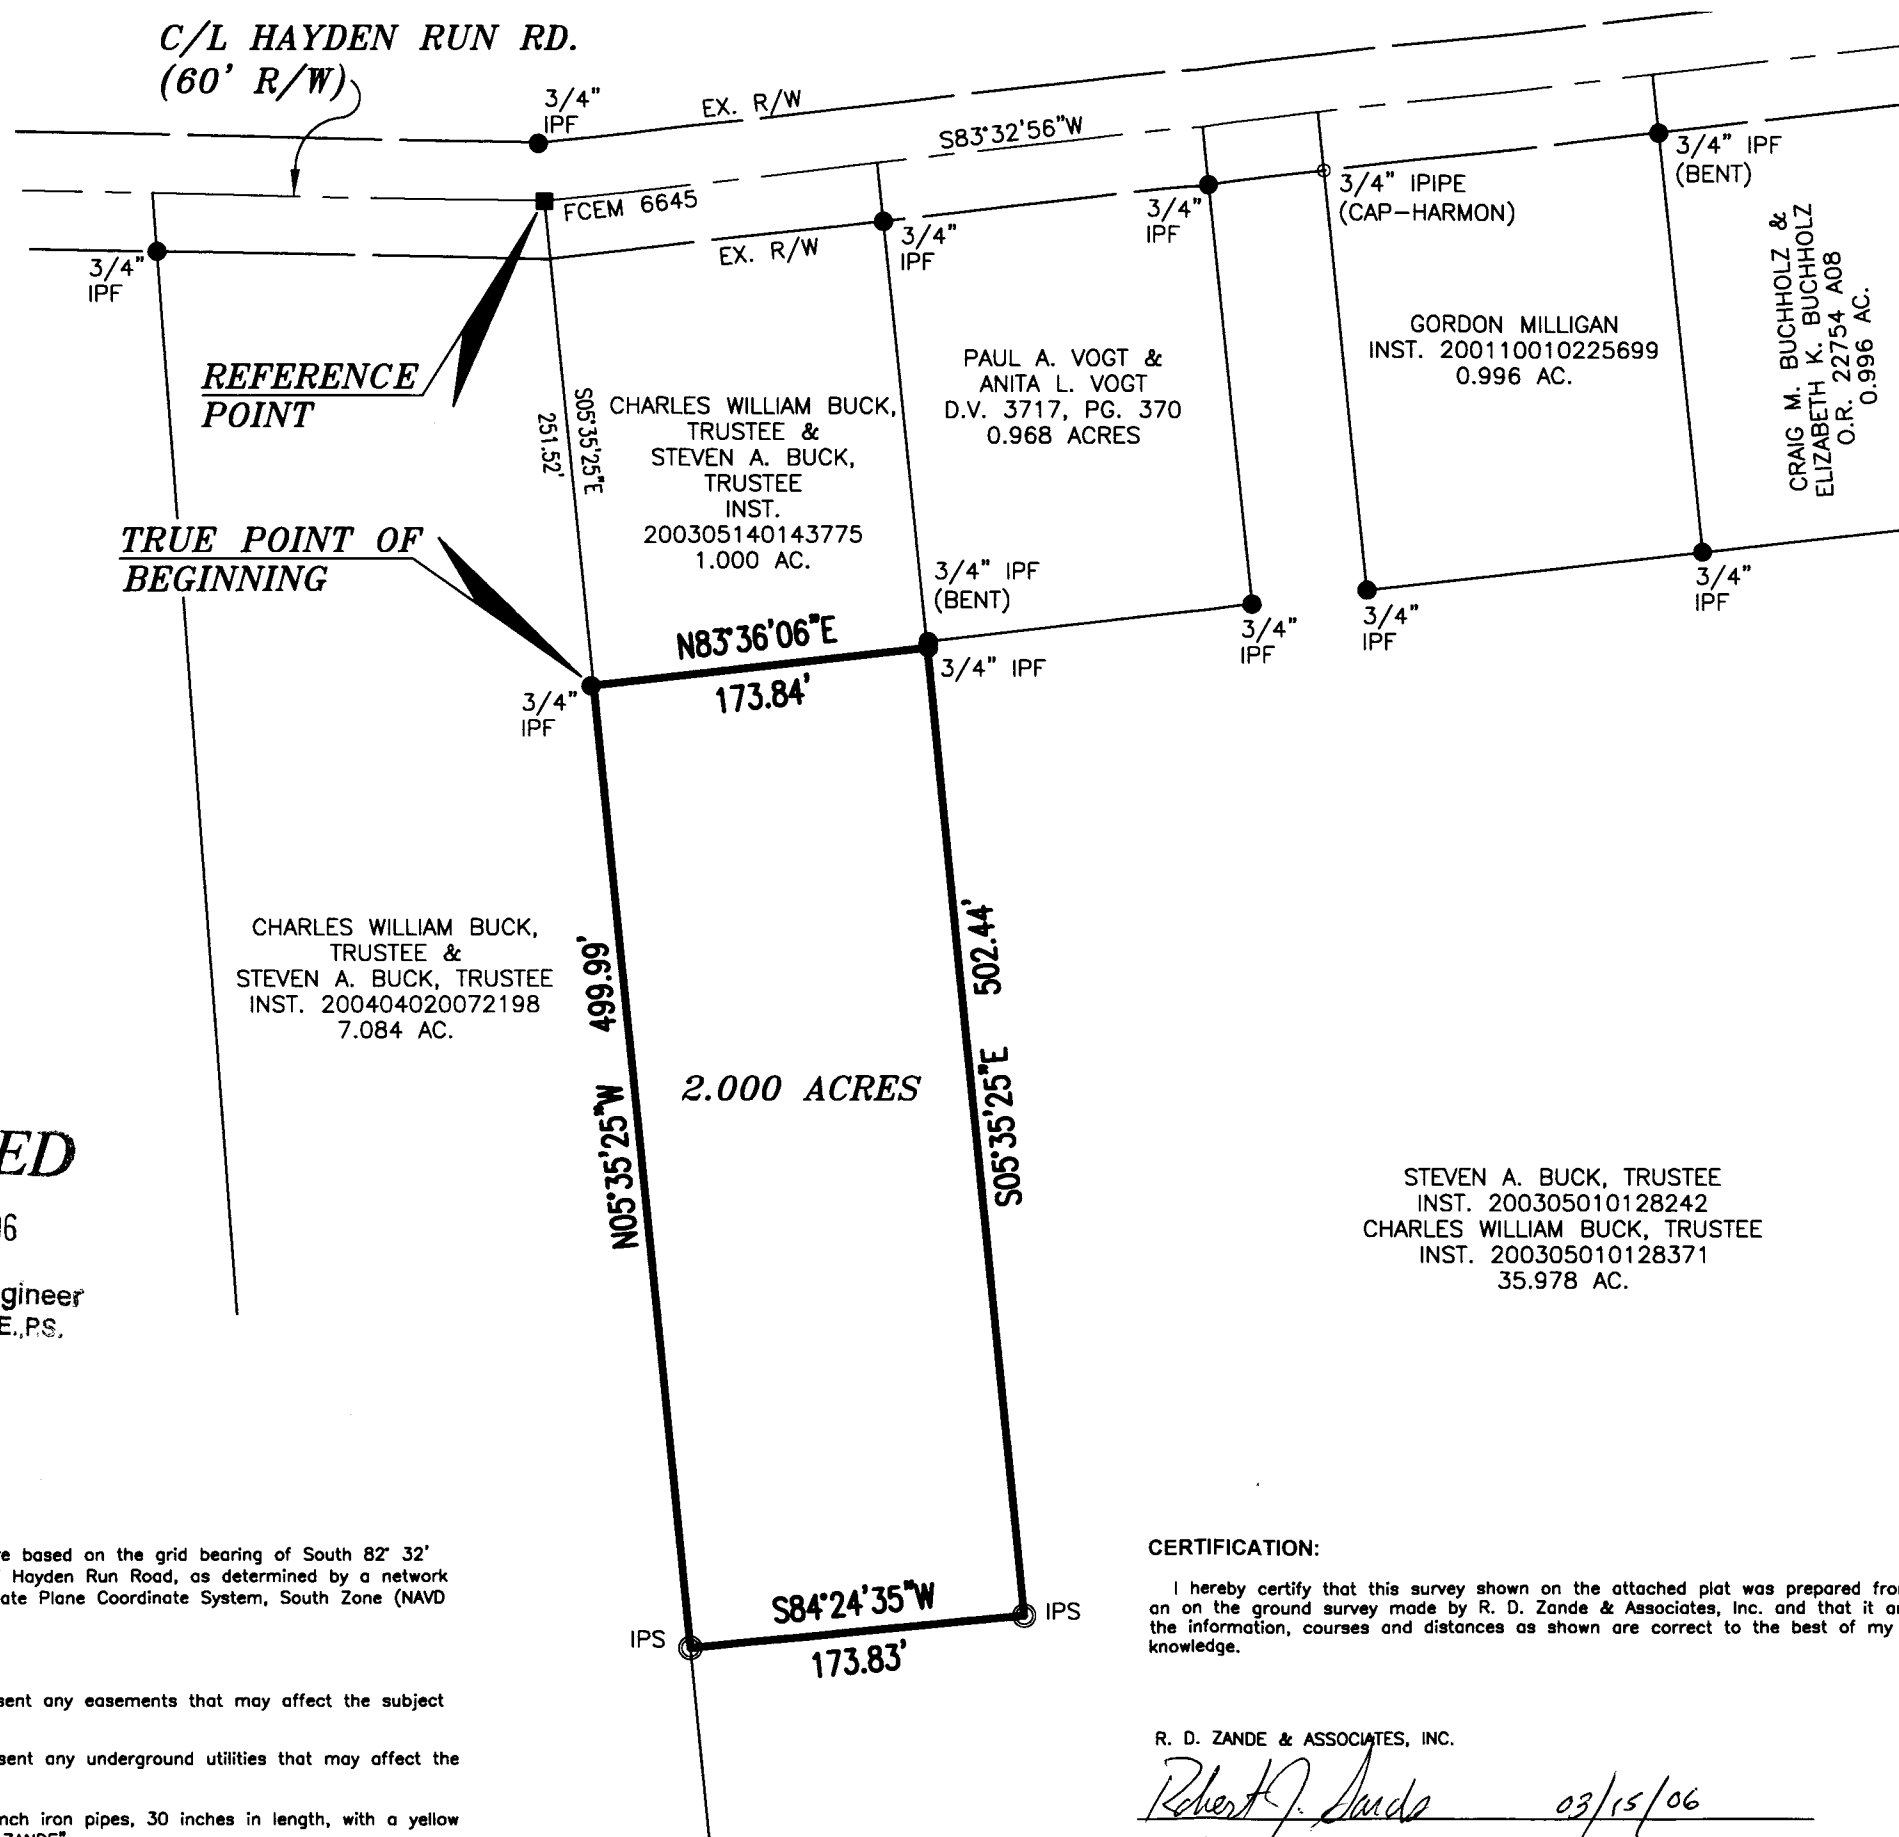 C/L HAYDEN RUN RD.
(60' R/W)
3/4"
IPF
EX. R/W
S83°32'56"W
3/4" IPF
(BENT)
3/4" IPIPE
(CAP-HARMON)
FCEM 6645
3/4"
IPF
EX. R/W
3/4"
IPF
3/4"
IPF
CRAIG M. BUCHHOLZ &
ELIZABETH K. BUCHHOLZ
O.R. 22754 A08
0.996 AC.
GORDON MILLIGAN
INST. 200110010225699
0.996 AC.
PAUL A. VOGT &
ANITA L. VOGT
D.V. 3717, PG. 370
0.968 ACRES
REFERENCE
POINT
S05°35'25"E
251.52'
CHARLES WILLIAM BUCK,
TRUSTEE &
STEVEN A. BUCK,
TRUSTEE
INST.
200305140143775
1.000 AC.
TRUE POINT OF
BEGINNING
3/4" IPF
(BENT)
3/4"
IPF
3/4"
IPF
3/4"
IPF
N83°36'06"E
173.84'
3/4" IPF
3/4"
IPF
CHARLES WILLIAM BUCK,
TRUSTEE &
STEVEN A. BUCK, TRUSTEE
INST. 200404020072198
7.084 AC.
N05°35'25"W 499.99'
S05°35'25"E 502.44'
2.000 ACRES
ED
6
gineer
E.,P.S.
STEVEN A. BUCK, TRUSTEE
INST. 200305010128242
CHARLES WILLIAM BUCK, TRUSTEE
INST. 200305010128371
35.978 AC.
e based on the grid bearing of South 82° 32'
Hayden Run Road, as determined by a network
ate Plane Coordinate System, South Zone (NAVD
sent any easements that may affect the subject
sent any underground utilities that may affect the
nch iron pipes, 30 inches in length, with a yellow
ZANDE"
IPS
S84°24'35"W
173.83'
IPS
CERTIFICATION:
I hereby certify that this survey shown on the attached plat was prepared from
an on the ground survey made by R. D. Zande & Associates, Inc. and that it and
the information, courses and distances as shown are correct to the best of my
knowledge.
R. D. ZANDE & ASSOCIATES, INC.
Robert J. Sands 03/15/06